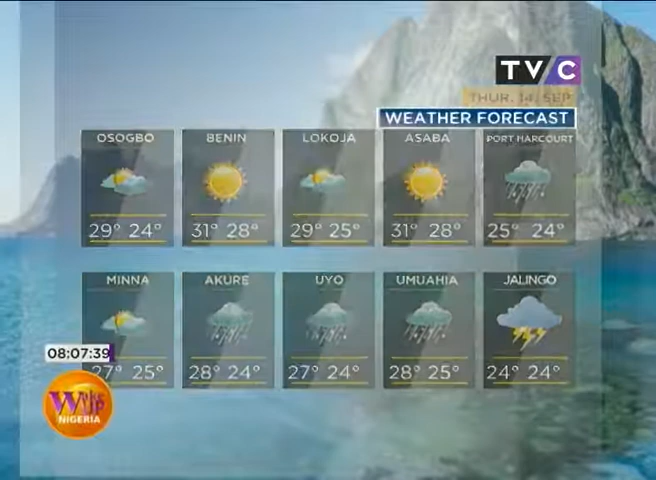 TVC
THUR, 14, SEP
WEATHER FORECAST
OSOGBO
29° 24°
BENIN
31° 28°
LOKOJA
29° 25°
ASABA
31° 28°
PORT HARCOURT
25° 24°
MINNA
27° 25°
AKURE
28° 24°
UYO
27° 24°
UMUAHIA
28° 25°
JALINGO
24° 24°
08:07:39
WAKE
UP
NIGERIA